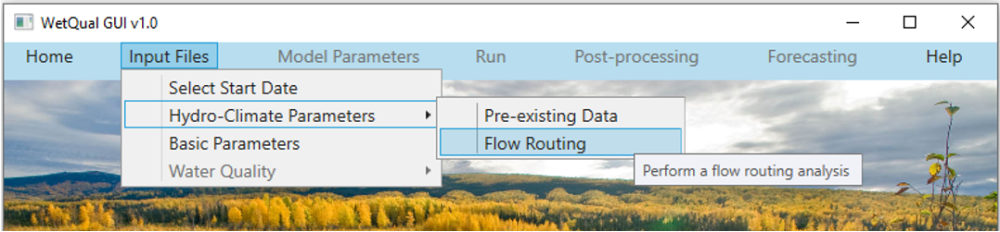 WetQual GUI v1.0
Home Input Files Model Parameters Run Post-processing Forecasting Help
Select Start Date
Hydro-Climate Parameters
Pre-existing Data
Basic Parameters
Flow Routing
Water Quality
Perform a flow routing analysis